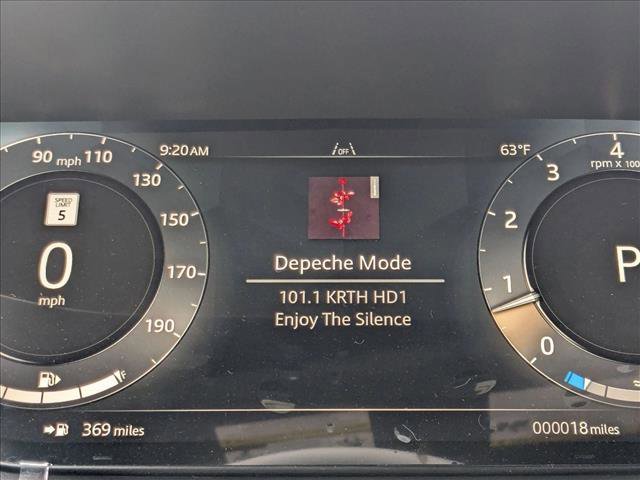 9:20AM
OFF
63°F
90 mph 110
130
150
170
190
SPEED
LIMIT
5
0
mph
F
369 miles
Depeche Mode
101.1 KRTH HD1
Enjoy The Silence
4
rpm x 100
3
2
1
0
P
000018 miles